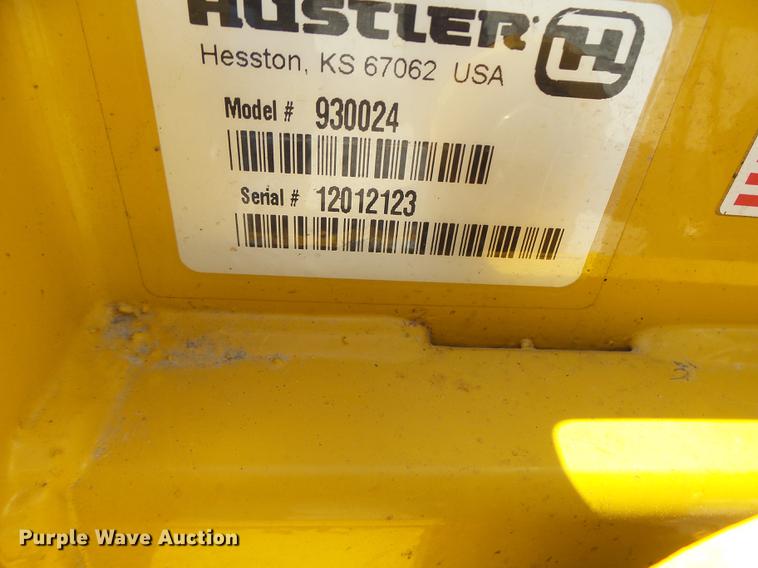 HUSTLER
H
Hesston, KS 67062 USA
Model # 930024
Serial # 12012123
Purple Wave Auction